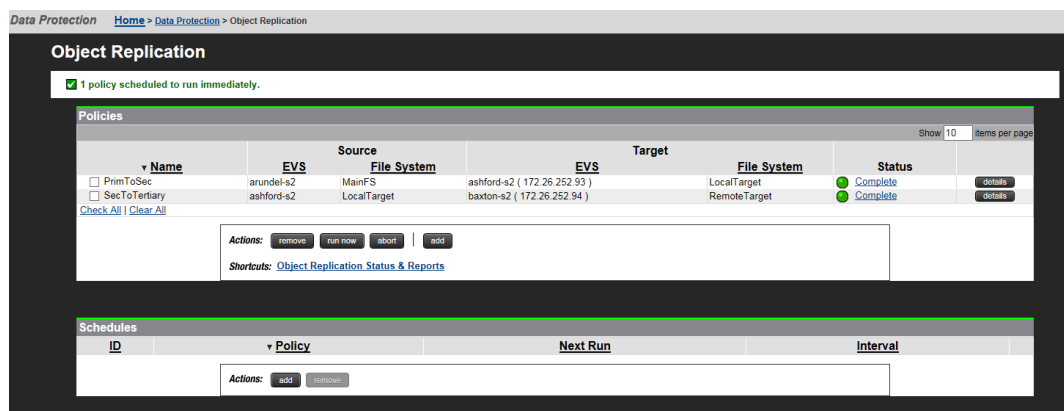 Data Protection Home > Data Protection > Object Replication
Object Replication
1 policy scheduled to run immediately.
Policies
Show 10 items per page
Source Target
▼ Name EVS File System EVS File System Status
PrimToSec arundel-s2 MainFS ashford-s2 ( 172.26.252.93 ) LocalTarget Complete details
SecToTertiary ashford-s2 LocalTarget baxton-s2 ( 172.26.252.94 ) RemoteTarget Complete details
Check All | Clear All
Actions: remove run now abort | add
Shortcuts: Object Replication Status & Reports
Schedules
ID ▼ Policy Next Run Interval
Actions: add remove